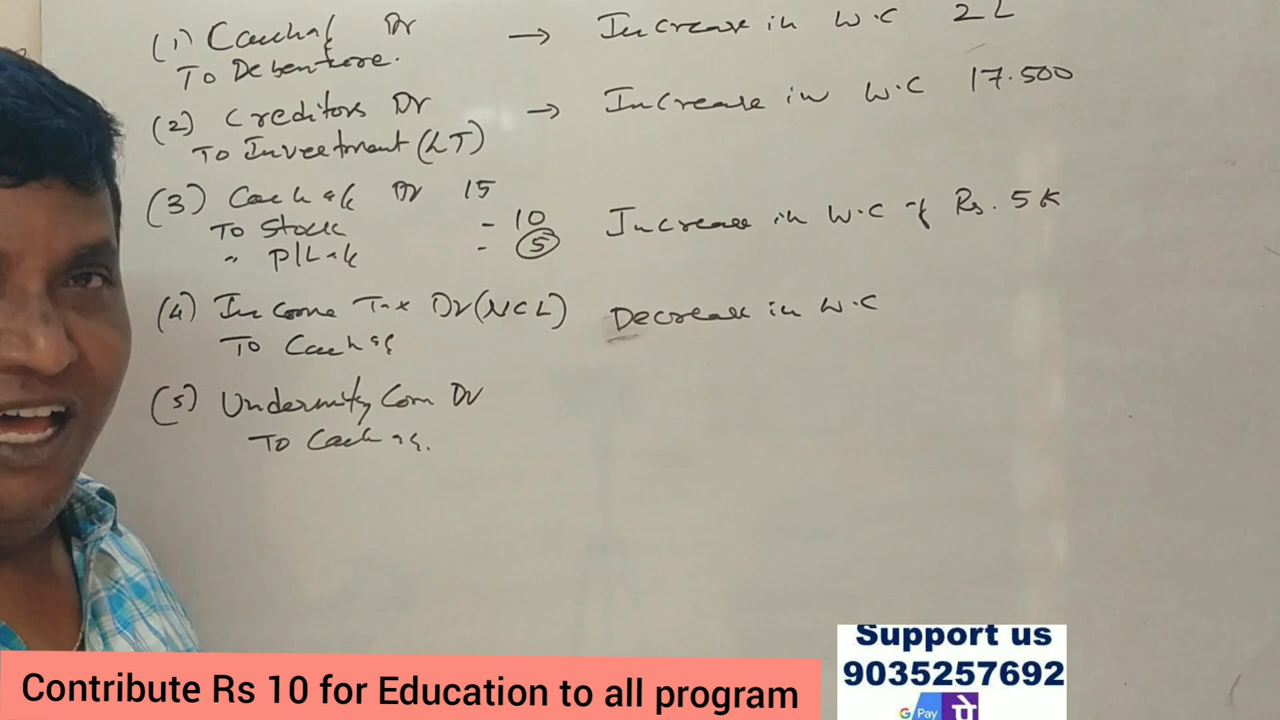 (1) Cash a/c Dr → Increase in W.C 2L
To Debenture.
(2) Creditors Dr → Increase in W.C 17.500
To Investment (LT)
(3) Cash a/c Dr 15
To Stock - 10 Increase in W.C of Rs. 5K
" P/L a/c - 5
(4) Income Tax Dr (NCL) Decrease in W.C
To Cash a/c
(5) Com Dr
To Cash a/c.
Support us
9035257692
G Pay पे
Contribute Rs 10 for Education to all program